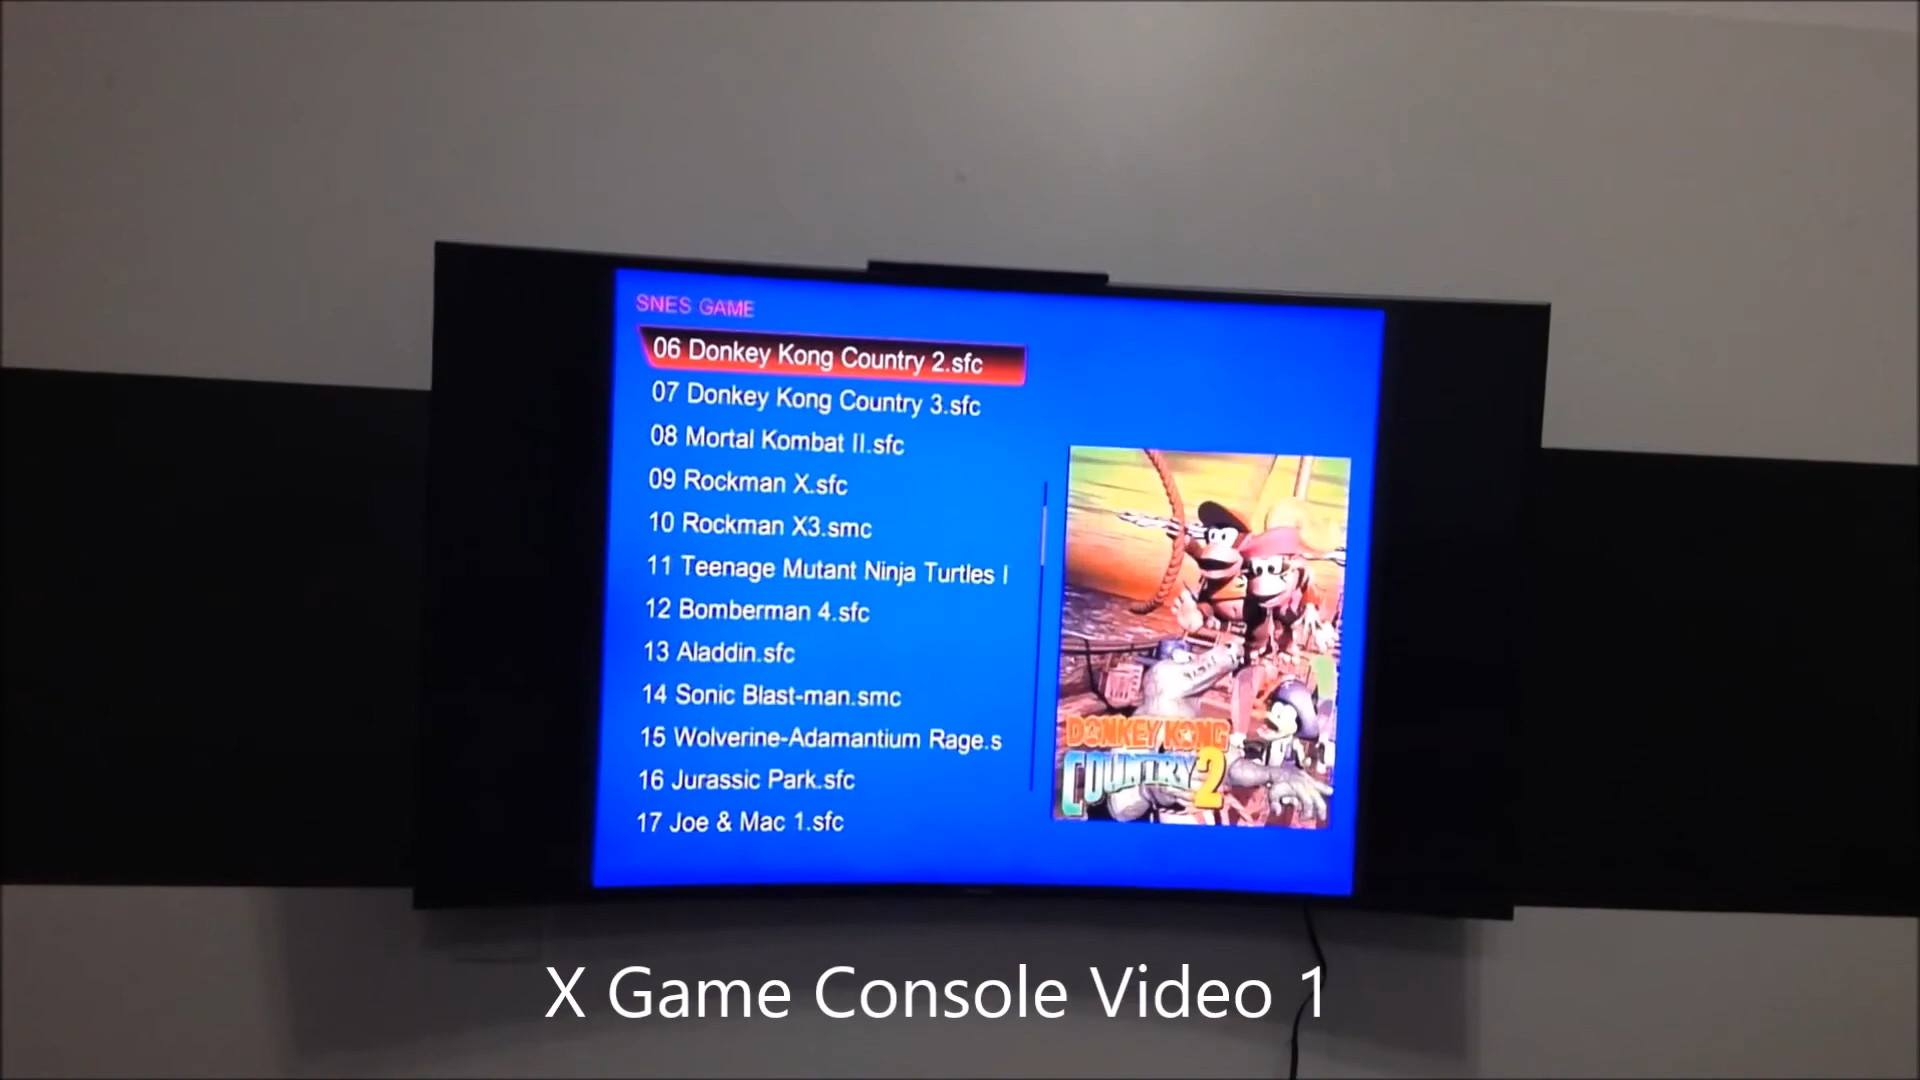 SNES GAME
06 Donkey Kong Country 2.sfc
07 Donkey Kong Country 3.sfc
08 Mortal Kombat II.sfc
09 Rockman X.sfc
10 Rockman X3.smc
11 Teenage Mutant Ninja Turtles I
12 Bomberman 4.sfc
13 Aladdin.sfc
14 Sonic Blast-man.smc
15 Wolverine-Adamantium Rage.s
16 Jurassic Park.sfc
17 Joe & Mac 1.sfc
DONKEY KONG
COUNTRY 2
X Game Console Video 1